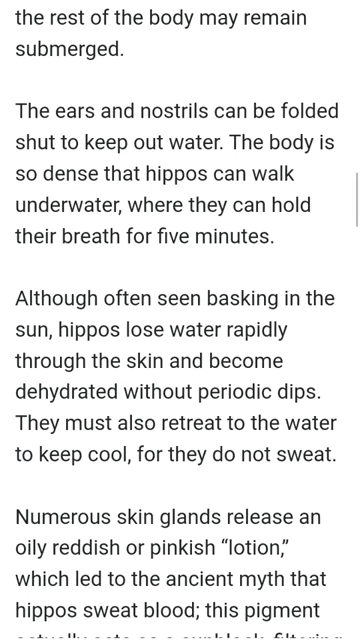 the rest of the body may remain
submerged.
The ears and nostrils can be folded
shut to keep out water. The body is
so dense that hippos can walk
underwater, where they can hold
their breath for five minutes.
Although often seen basking in the
sun, hippos lose water rapidly
through the skin and become
dehydrated without periodic dips.
They must also retreat to the water
to keep cool, for they do not sweat.
Numerous skin glands release an
oily reddish or pinkish “lotion,”
which led to the ancient myth that
hippos sweat blood; this pigment